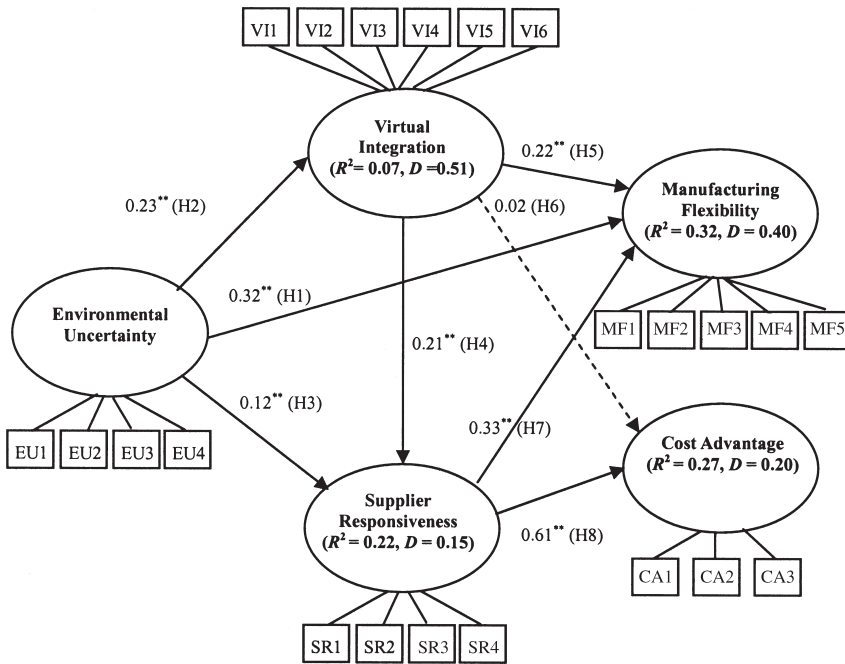 VI1 VI2 VI3 VI4 VI5 VI6
Virtual
Integration
(R²= 0.07, D =0.51)
0.22** (H5)
Manufacturing
Flexibility
(R² = 0.32, D = 0.40)
0.23** (H2)
0.02 (H6)
Environmental
Uncertainty
0.32** (H1)
MF1 MF2 MF3 MF4 MF5
0.21** (H4)
0.12** (H3)
0.33** (H7)
Cost Advantage
(R² = 0.27, D = 0.20)
EU1 EU2 EU3 EU4
Supplier
Responsiveness
(R² = 0.22, D = 0.15)
0.61** (H8)
CA1 CA2 CA3
SR1 SR2 SR3 SR4